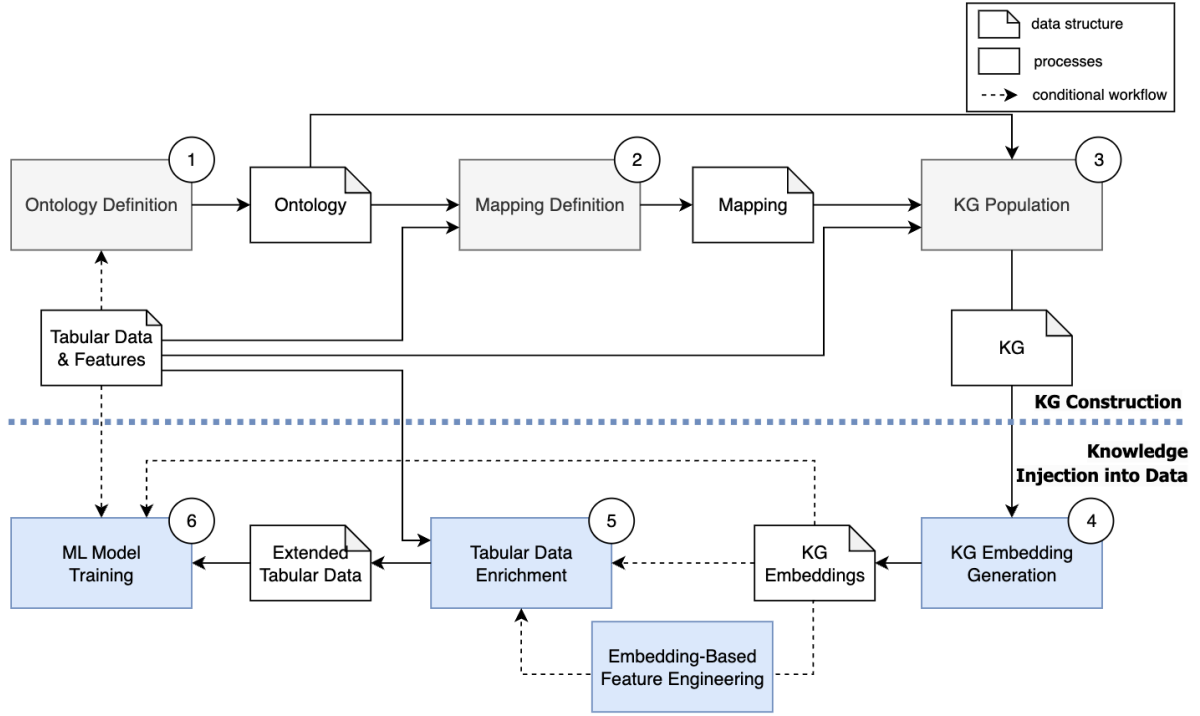 data structure
processes
conditional workflow
1
2
3
Ontology Definition
Ontology
Mapping Definition
Mapping
KG Population
Tabular Data
& Features
KG
KG Construction
Knowledge
Injection into Data
6
5
4
ML Model
Training
Extended
Tabular Data
Tabular Data
Enrichment
KG
Embeddings
KG Embedding
Generation
Embedding-Based
Feature Engineering